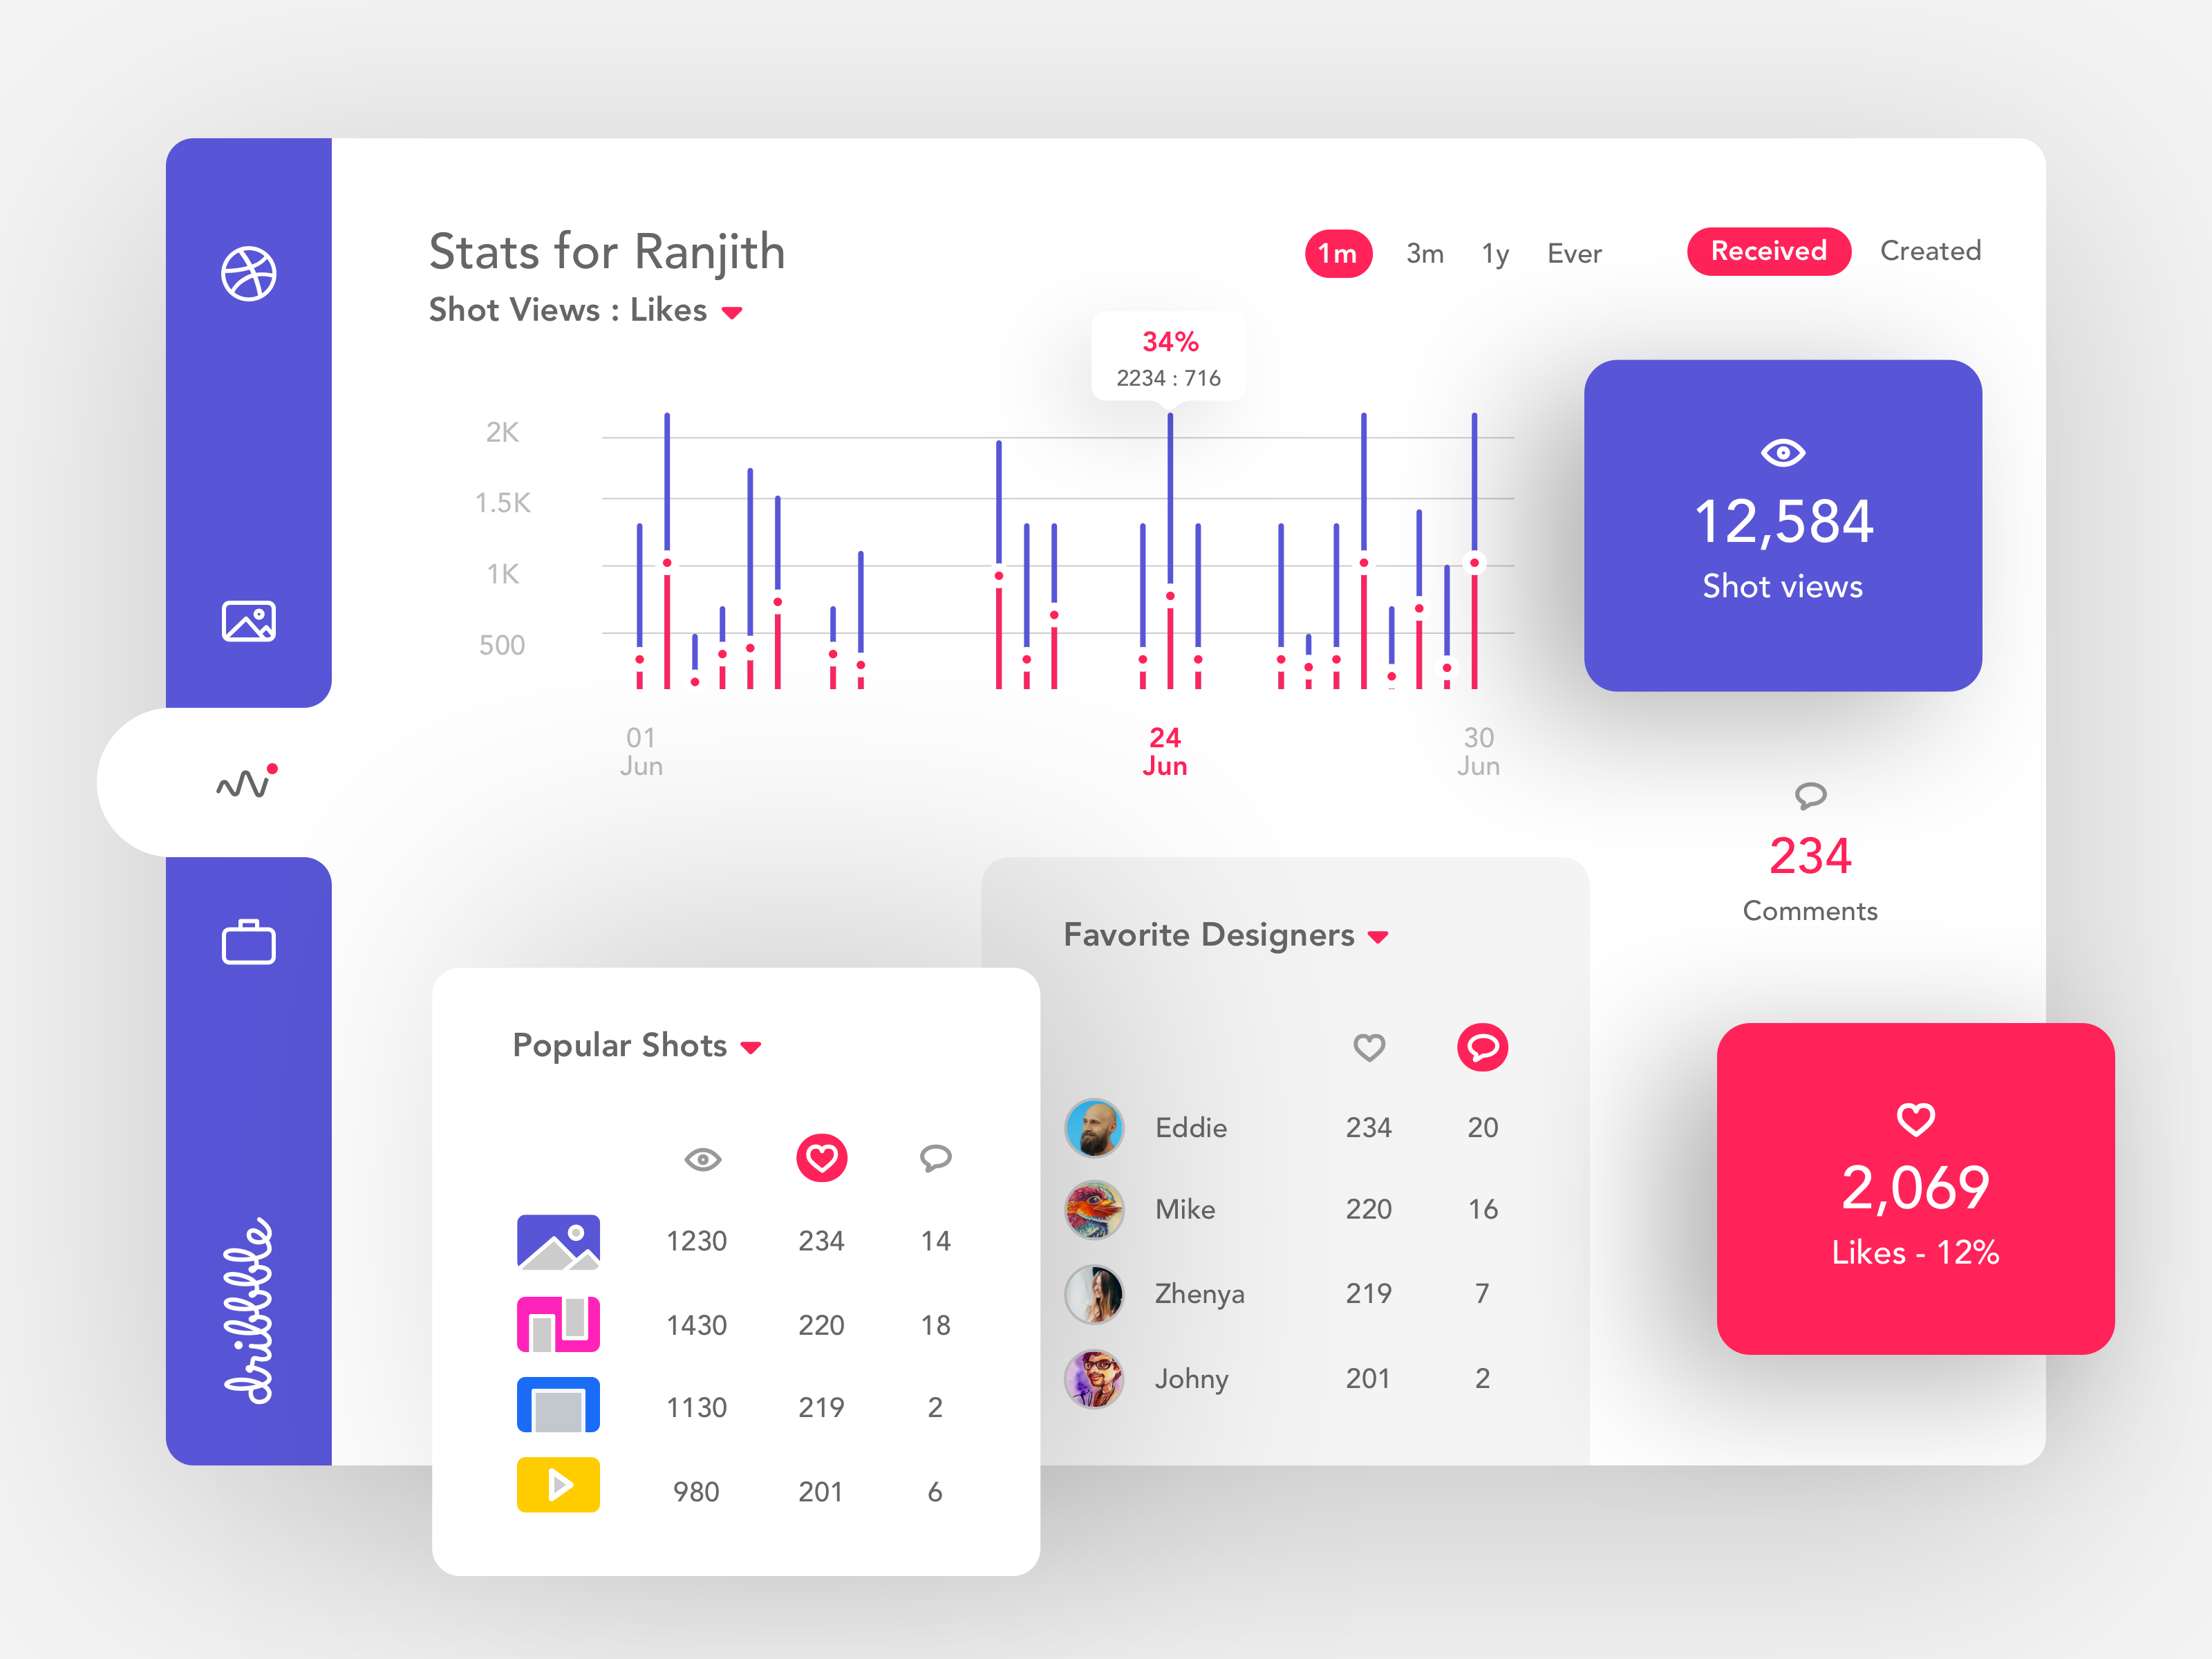 Stats for Ranjith
Shot Views : Likes
1m 3m 1y Ever
Received Created
34%
2234 : 716
2K
1.5K
1K
500
01
Jun
24
Jun
30
Jun
12,584
Shot views
234
Comments
2,069
Likes - 12%
Favorite Designers
Eddie 234 20
Mike 220 16
Zhenya 219 7
Johny 201 2
Popular Shots
1230 234 14
1430 220 18
1130 219 2
980 201 6
dribbble